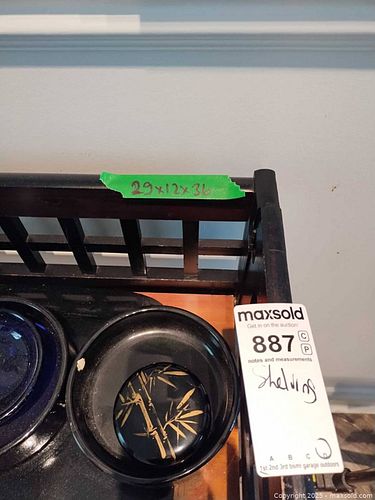 29x12x36
maxsold
Get in on the auction!
887 C
P
notes and measurements
Shelving
A B C
1st 2nd 3rd bsmt garage outdoors
Copyright 2025 - maxsold.com